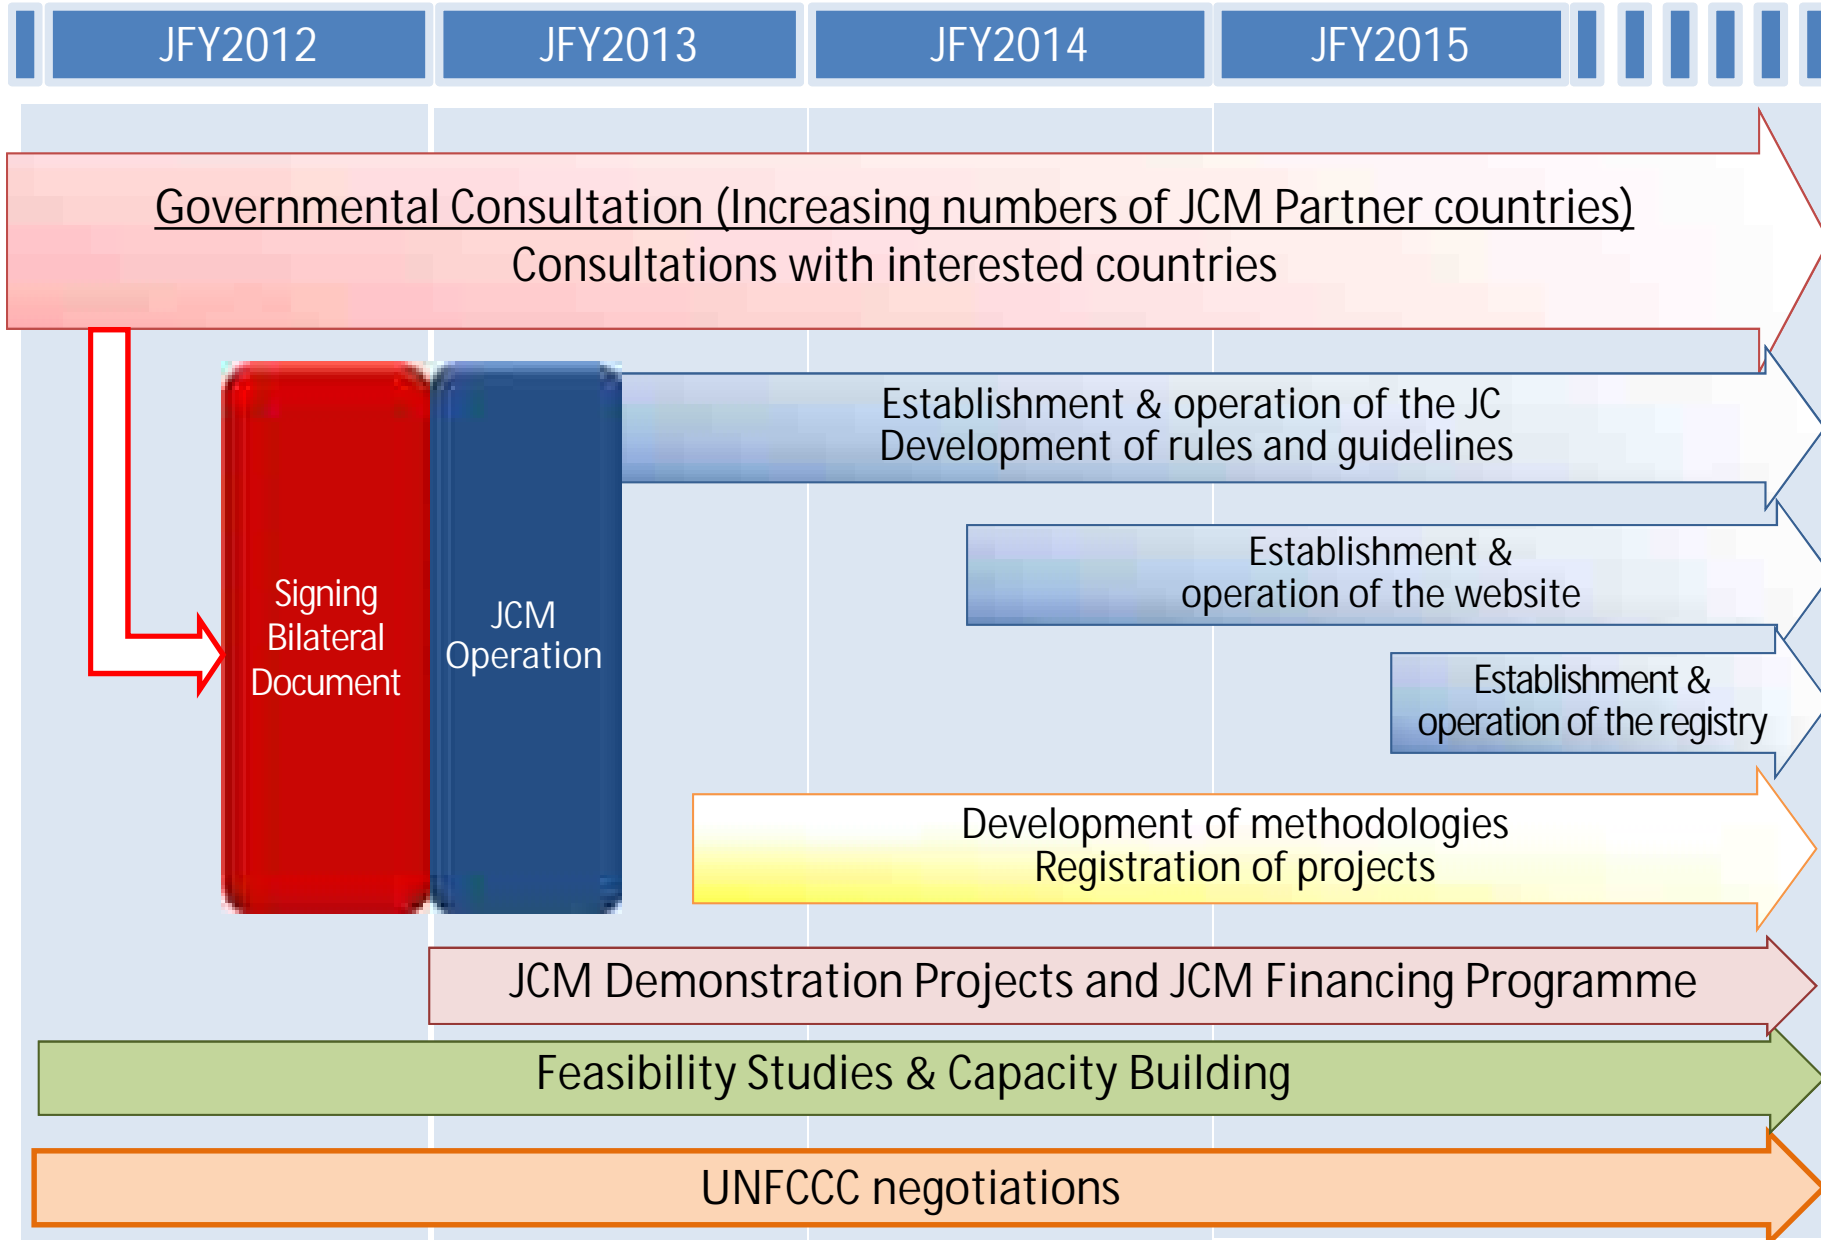 JFY2012
JFY2013
JFY2014
JFY2015
Governmental Consultation (Increasing numbers of JCM Partner countries)
Consultations with interested countries
Signing
Bilateral
Document
JCM
Operation
Establishment & operation of the JC
Development of rules and guidelines
Establishment &
operation of the website
Establishment &
operation of the registry
Development of methodologies
Registration of projects
JCM Demonstration Projects and JCM Financing Programme
Feasibility Studies & Capacity Building
UNFCCC negotiations